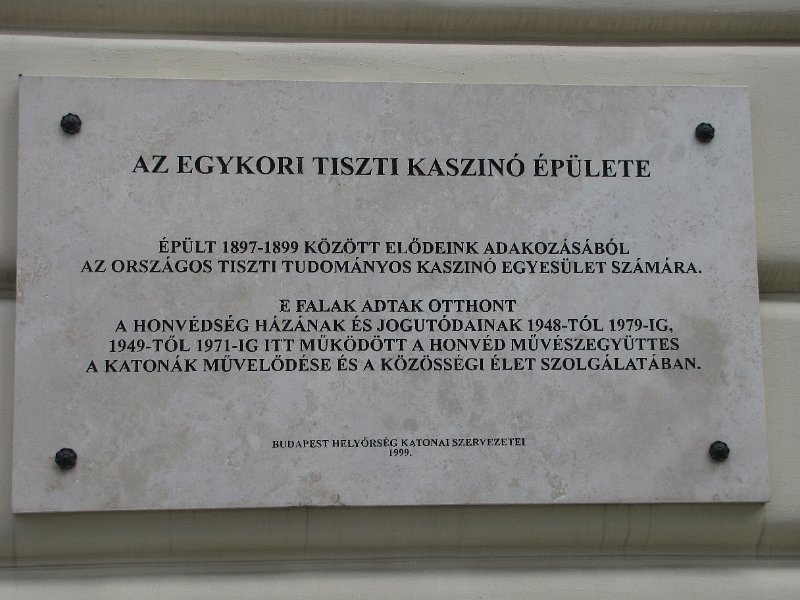 AZ EGYKORI TISZTI KASZINÓ ÉPÜLETE
ÉPÜLT 1897-1899 KÖZÖTT ELŐDEINK ADAKOZÁSÁBÓL
AZ ORSZÁGOS TISZTI TUDOMÁNYOS KASZINÓ EGYESÜLET SZÁMÁRA.
E FALAK ADTAK OTTHONT
A HONVÉDSÉG HÁZÁNAK ÉS JOGUTÓDAINAK 1948-TÓL 1979-IG,
1949-TŐL 1971-IG ITT MŰKÖDÖTT A HONVÉD MŰVÉSZEGYÜTTES
A KATONÁK MŰVELŐDÉSE ÉS A KÖZÖSSÉGI ÉLET SZOLGÁLATÁBAN.
BUDAPEST HELYŐRSÉG KATONAI SZERVEZETEI
1999.